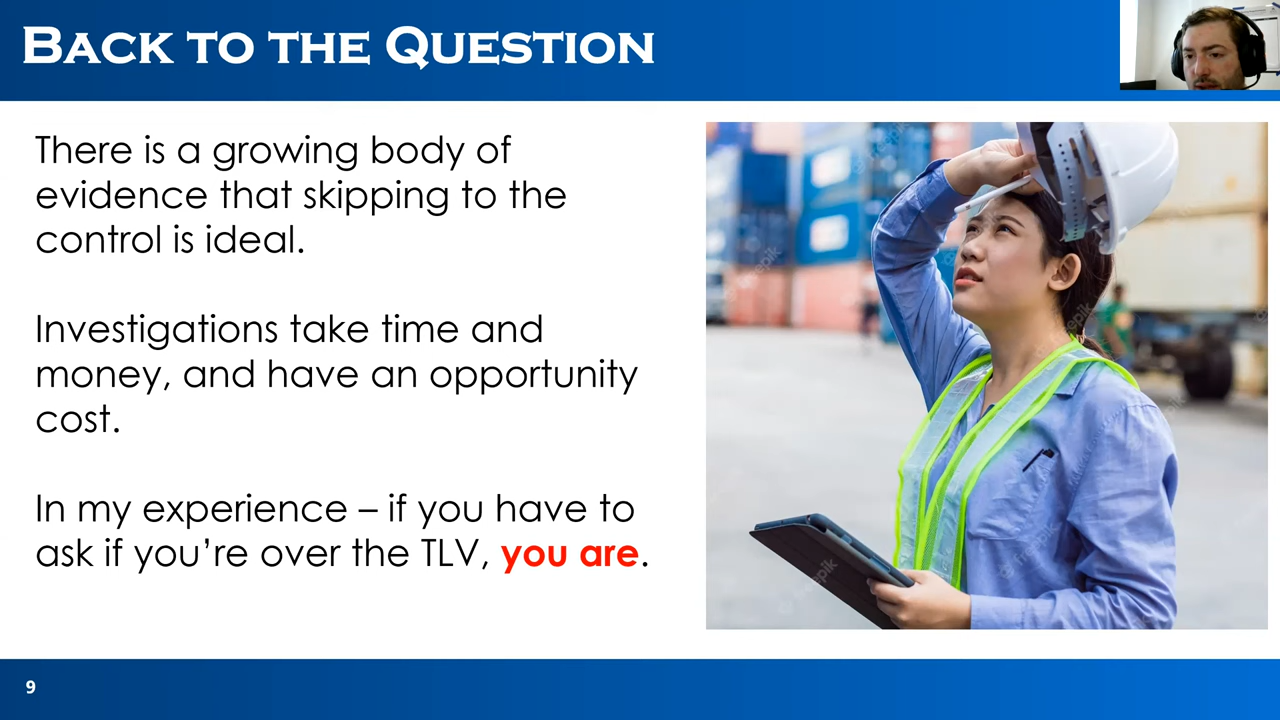 BACK TO THE QUESTION
There is a growing body of
evidence that skipping to the
control is ideal.
Investigations take time and
money, and have an opportunity
cost.
In my experience – if you have to
ask if you’re over the TLV, you are.
9